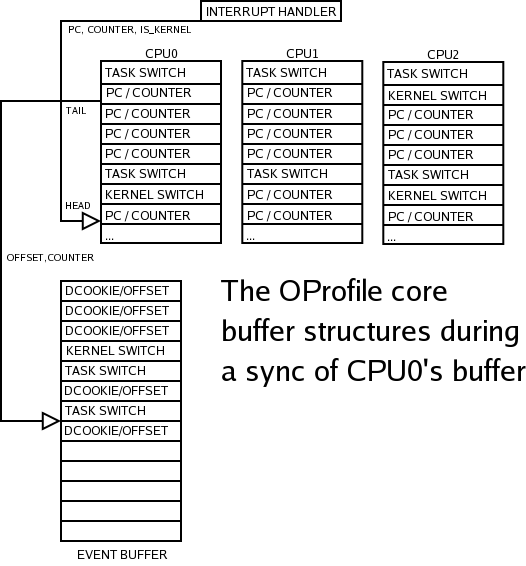 INTERRUPT HANDLER
PC, COUNTER, IS_KERNEL
CPU0
TASK SWITCH
PC / COUNTER
PC / COUNTER
PC / COUNTER
PC / COUNTER
TASK SWITCH
KERNEL SWITCH
PC / COUNTER
...
CPU1
TASK SWITCH
PC / COUNTER
PC / COUNTER
PC / COUNTER
PC / COUNTER
TASK SWITCH
PC / COUNTER
PC / COUNTER
...
CPU2
TASK SWITCH
KERNEL SWITCH
PC / COUNTER
PC / COUNTER
PC / COUNTER
TASK SWITCH
KERNEL SWITCH
PC / COUNTER
...
TAIL
HEAD
OFFSET,COUNTER
DCOOKIE/OFFSET
DCOOKIE/OFFSET
DCOOKIE/OFFSET
KERNEL SWITCH
TASK SWITCH
DCOOKIE/OFFSET
TASK SWITCH
DCOOKIE/OFFSET
EVENT BUFFER
The OProfile core
buffer structures during
a sync of CPU0's buffer